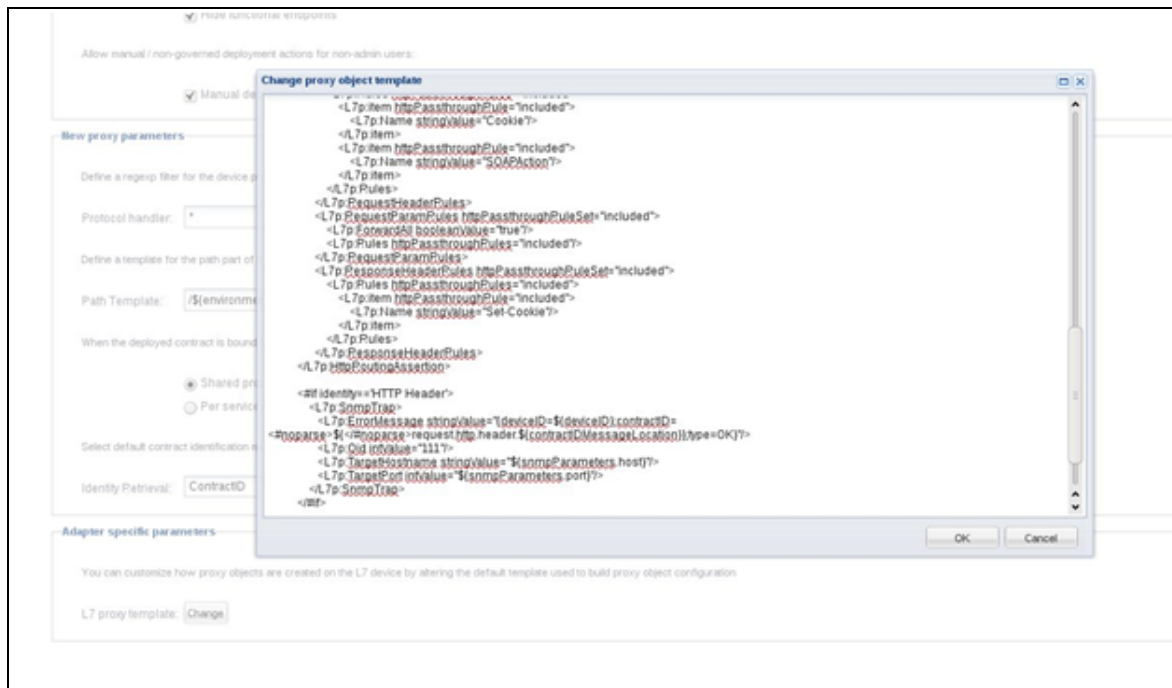 Hide functional endpoints
Allow manual / non-governed deployment actions for non-admin users:
Manual de
New proxy parameters
Define a regexp filter for the device p
Protocol handler: *
Define a template for the path part of
Path Template: /${environme
When the deployed contract is bound
Shared pro
Per service
Select default contract identification
Identity Retrieval: ContractID
Change proxy object template
<L7p:item httpPassthroughRule="included">
<L7p:Name stringValue="Cookie"/>
</L7p:item>
<L7p:item httpPassthroughRule="included">
<L7p:Name stringValue="SOAPAction"/>
</L7p:item>
</L7p:Rules>
</L7p:RequestHeaderRules>
<L7p:RequestParamRules httpPassthroughRuleSet="included">
<L7p:ForwardAll booleanValue="true"/>
<L7p:Rules httpPassthroughRules="included"/>
</L7p:RequestParamRules>
<L7p:ResponseHeaderRules httpPassthroughRuleSet="included">
<L7p:Rules httpPassthroughRules="included">
<L7p:item httpPassthroughRule="included">
<L7p:Name stringValue="Set-Cookie"/>
</L7p:item>
</L7p:Rules>
</L7p:ResponseHeaderRules>
</L7p:HttpRoutingAssertion>
<#if identity=='HTTP Header'>
<L7p:SnmpTrap>
<L7p:ErrorMessage stringValue="{deviceID=${deviceID};contractID=
<#noparse>${</#noparse>request.http.header.${contractIDMessageLocation}};type=OK}"/>
<L7p:Oid intValue="111"/>
<L7p:TargetHostname stringValue="${snmpParameters.host}"/>
<L7p:TargetPort intValue="${snmpParameters.port}"/>
</L7p:SnmpTrap>
</#if>
OK Cancel
Adapter specific parameters
You can customize how proxy objects are created on the L7 device by altering the default template used to build proxy object configuration
L7 proxy template: Change